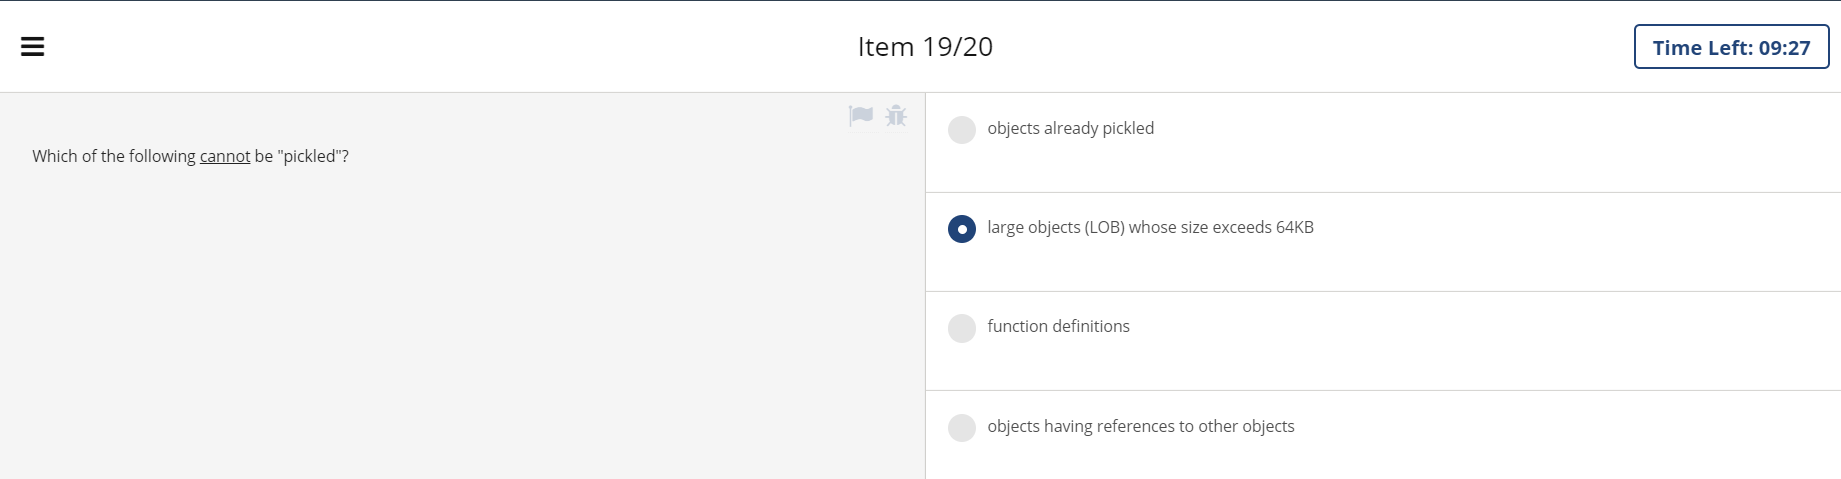 Item 19/20
Time Left: 09:27
Which of the following cannot be "pickled"?
objects already pickled
large objects (LOB) whose size exceeds 64KB
function definitions
objects having references to other objects